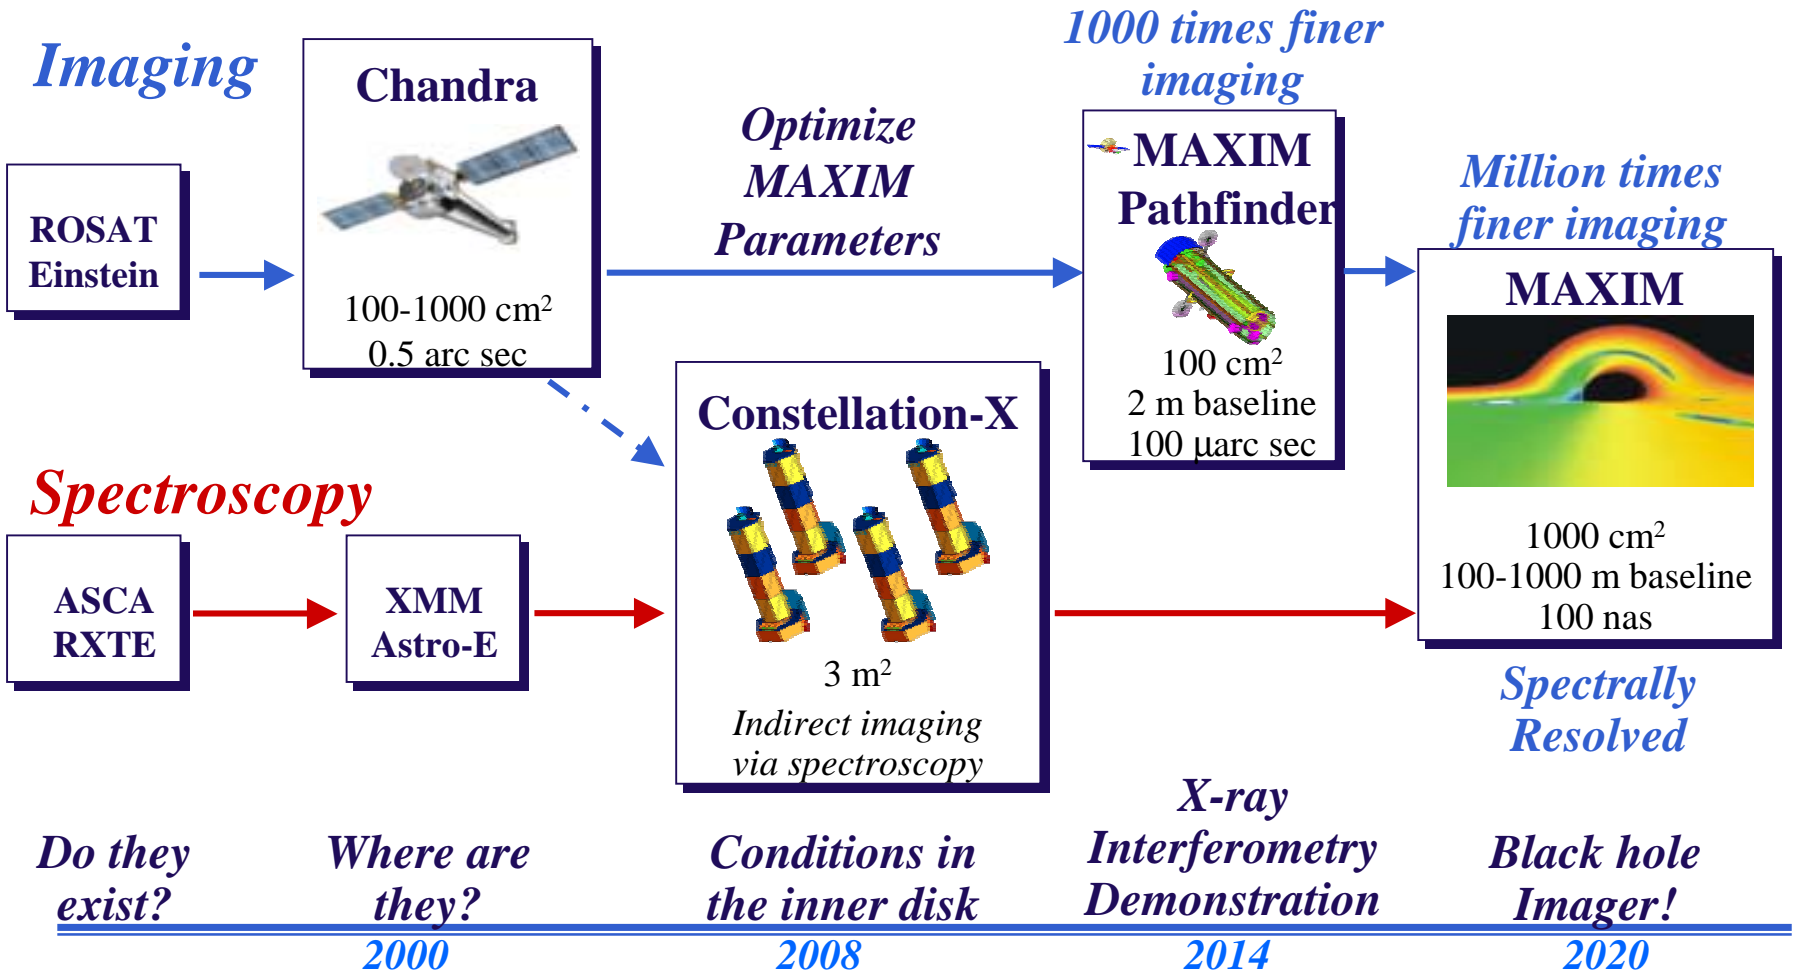 Imaging
ROSAT
Einstein
Chandra
100-1000 cm²
0.5 arc sec
Optimize
MAXIM
Parameters
1000 times finer
imaging
MAXIM
Pathfinder
100 cm²
2 m baseline
100 µarc sec
Million times
finer imaging
MAXIM
1000 cm²
100-1000 m baseline
100 nas
Spectrally
Resolved
Spectroscopy
ASCA
RXTE
XMM
Astro-E
Constellation-X
3 m²
Indirect imaging
via spectroscopy
Do they
exist?
Where are
they?
Conditions in
the inner disk
X-ray
Interferometry
Demonstration
Black hole
Imager!
2000
2008
2014
2020